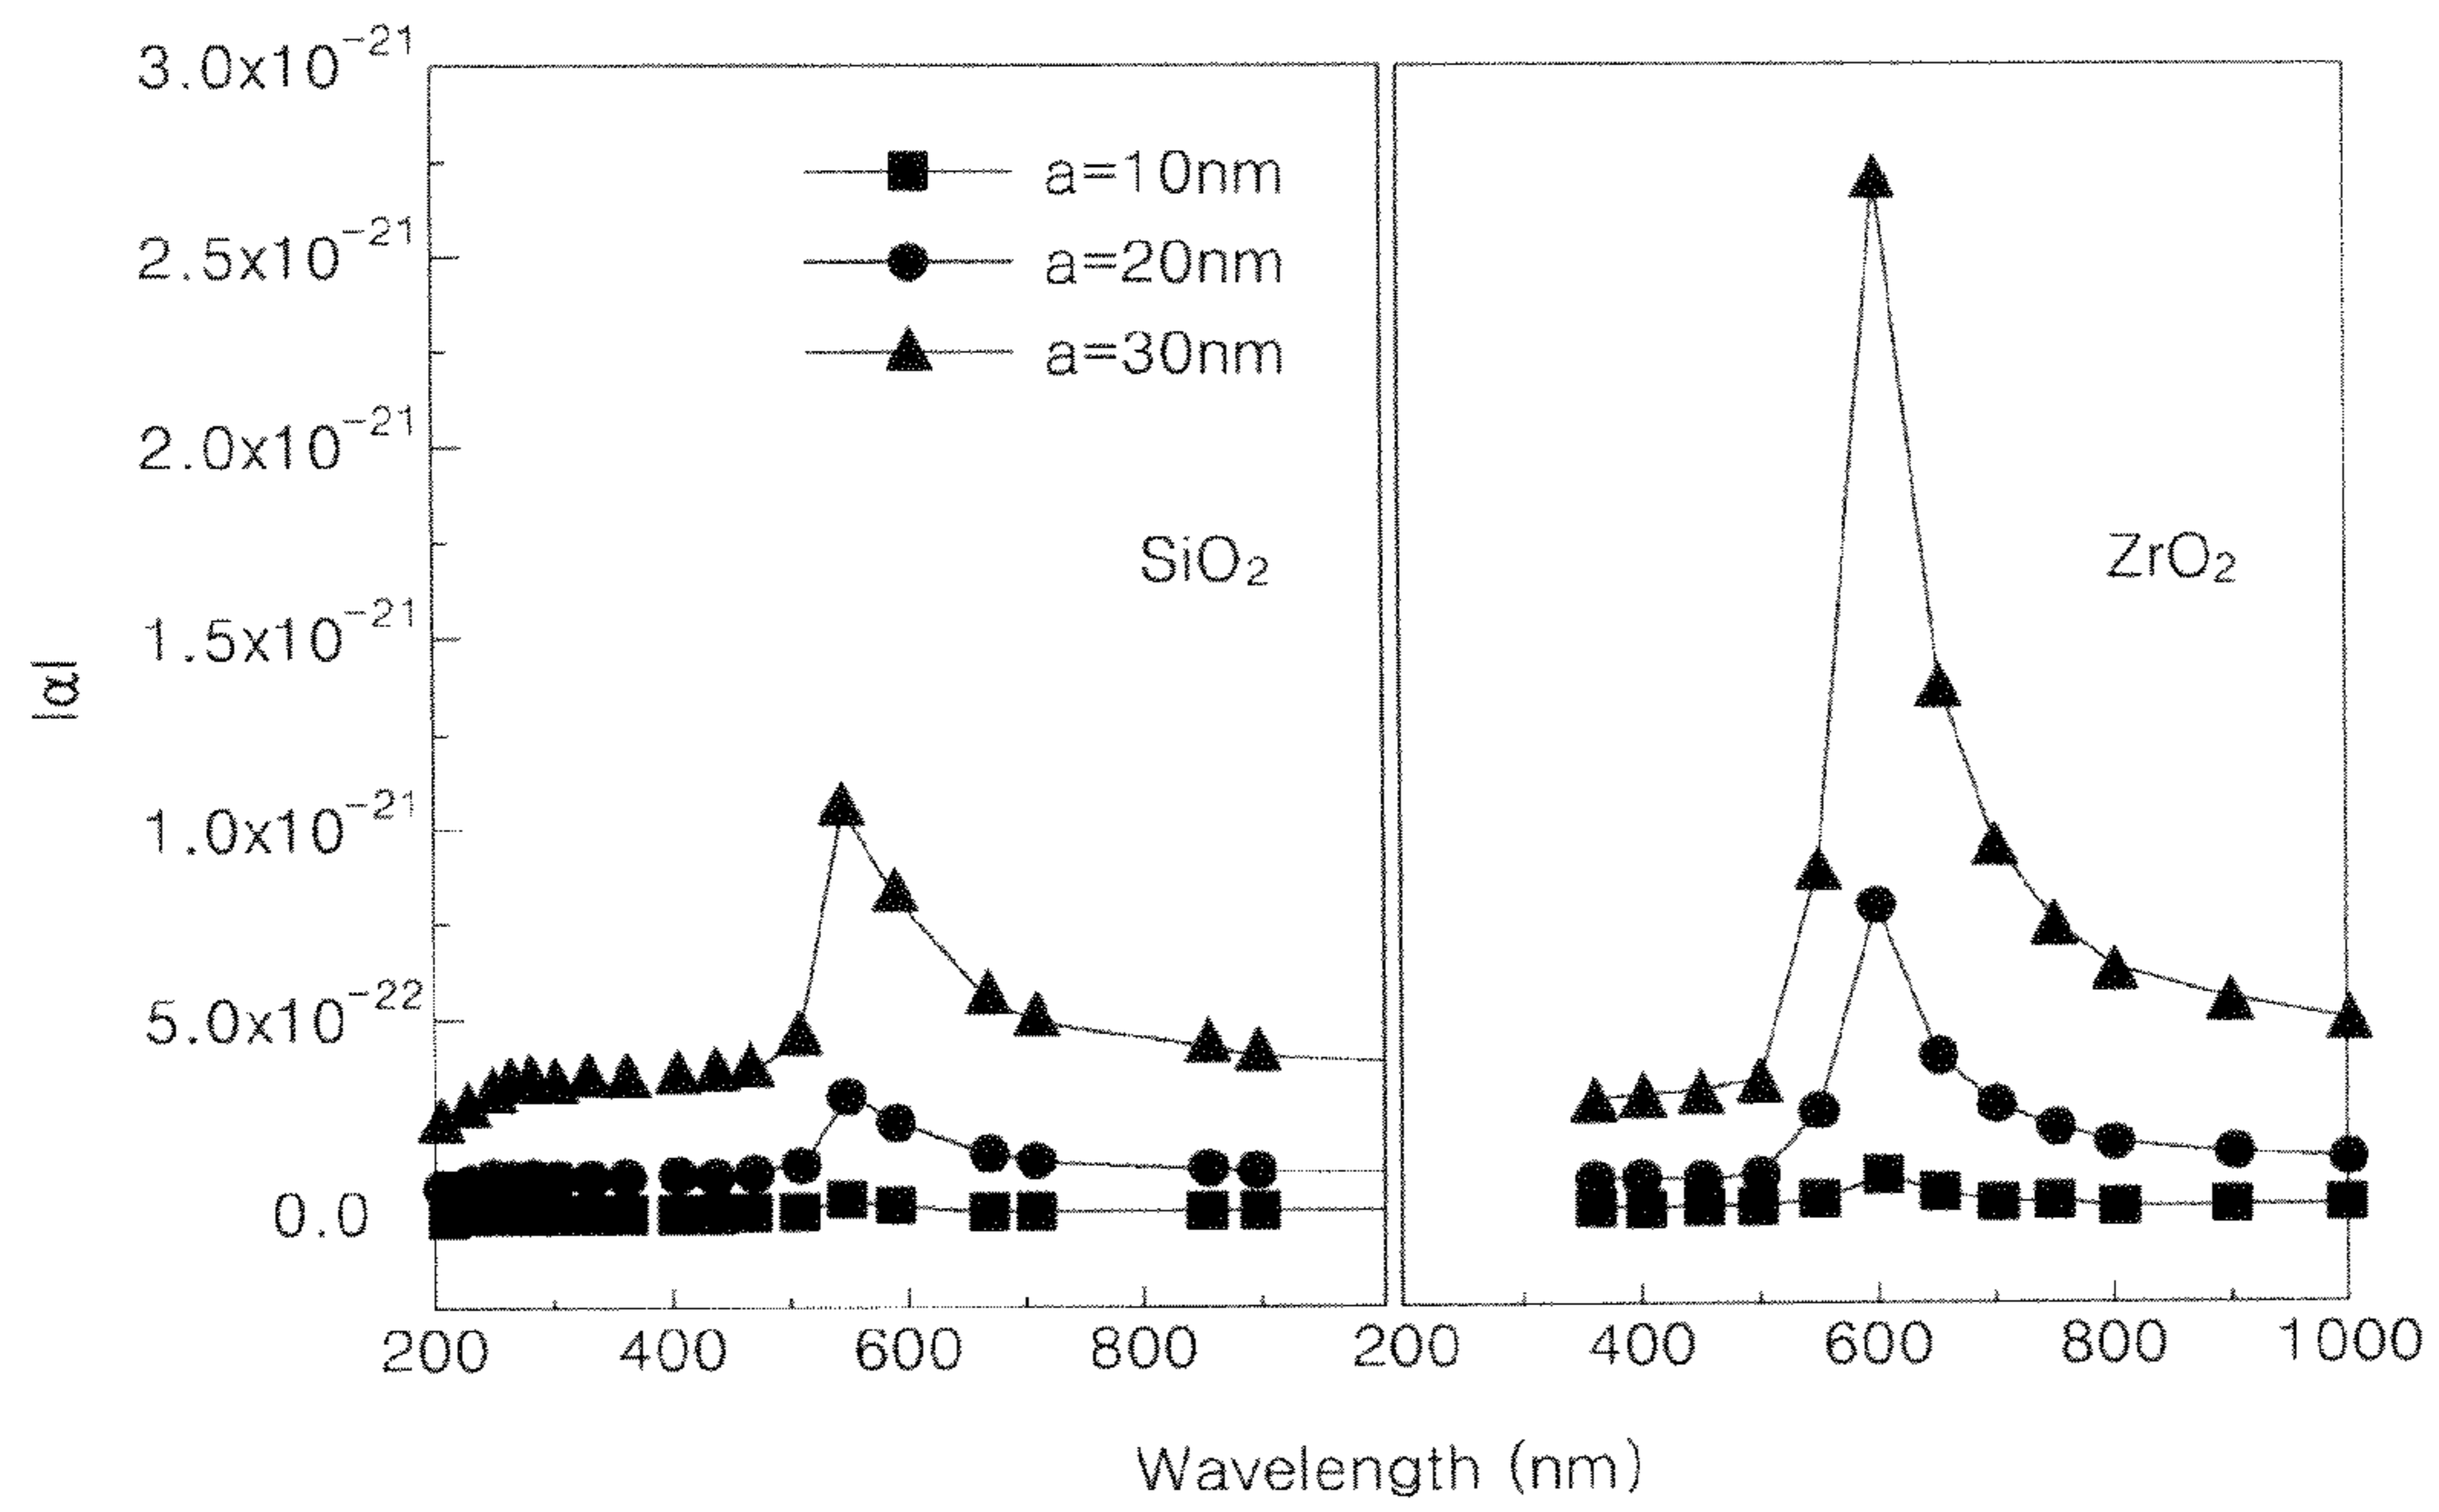 3.0x10⁻²¹
2.5x10⁻²¹
2.0x10⁻²¹
1.5x10⁻²¹
1.0x10⁻²¹
5.0x10⁻²²
0.0
|α|
a=10nm
a=20nm
a=30nm
SiO₂
ZrO₂
200 400 600 800 200 400 600 800 1000
Wavelength (nm)